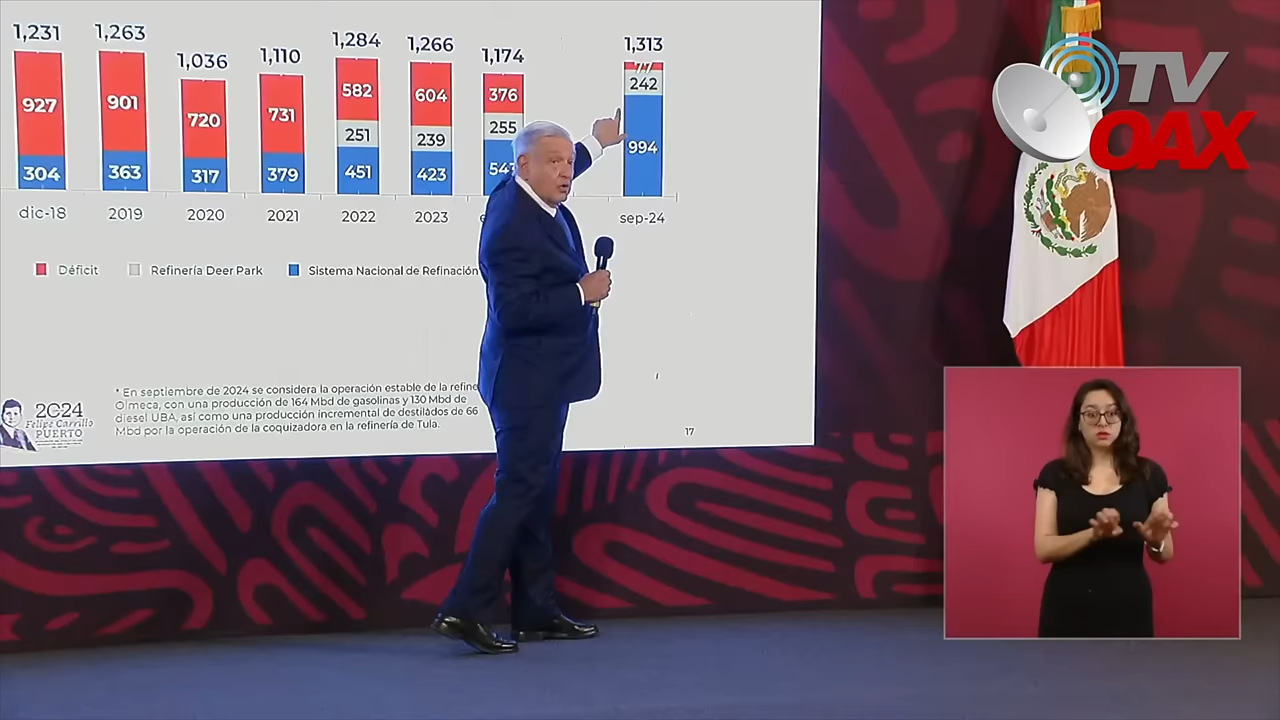 1,231 1,263 1,036 1,110 1,284 1,266 1,174 1,313
927 901 720 731 582 604 376 77
251 239 255 242
304 363 317 379 451 423 994
dic-18 2019 2020 2021 2022 2023 sep-24
Déficit Refinería Deer Park Sistema Nacional de Refinación
* En septiembre de 2024 se considera la operación estable de la
Olmeca, con una producción de 164 Mbd de gasolinas y 130 Mbd de
diesel UBA, así como una producción incremental de destilados de 66
Mbd por la operación de la coquizadora en la refinería de Tula.
2024
Felipe Carrillo
PUERTO
17
TV
OAX